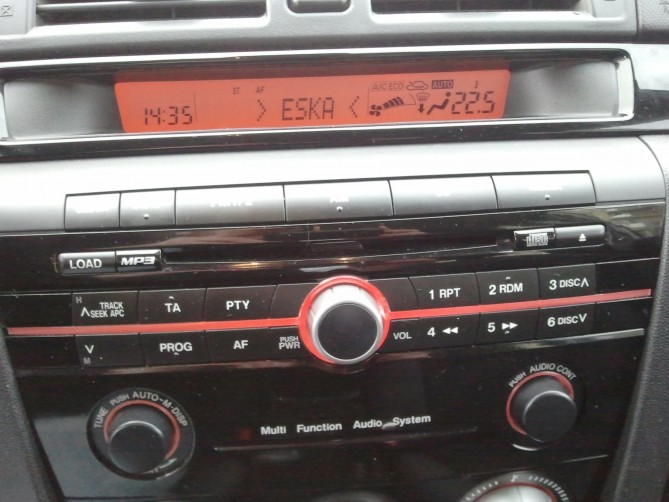 ST AF A/C ECO AUTO 1
14:35 > ESKA < 22.5
LOAD MP3
H TRACK SEEK APC TA PTY 1 RPT 2 RDM 3 DISC
M PROG AF PUSH PWR VOL 4 5 6 DISC
TUNE PUSH AUTO-M-DISP PUSH AUDIO CONT
Multi Function Audio System